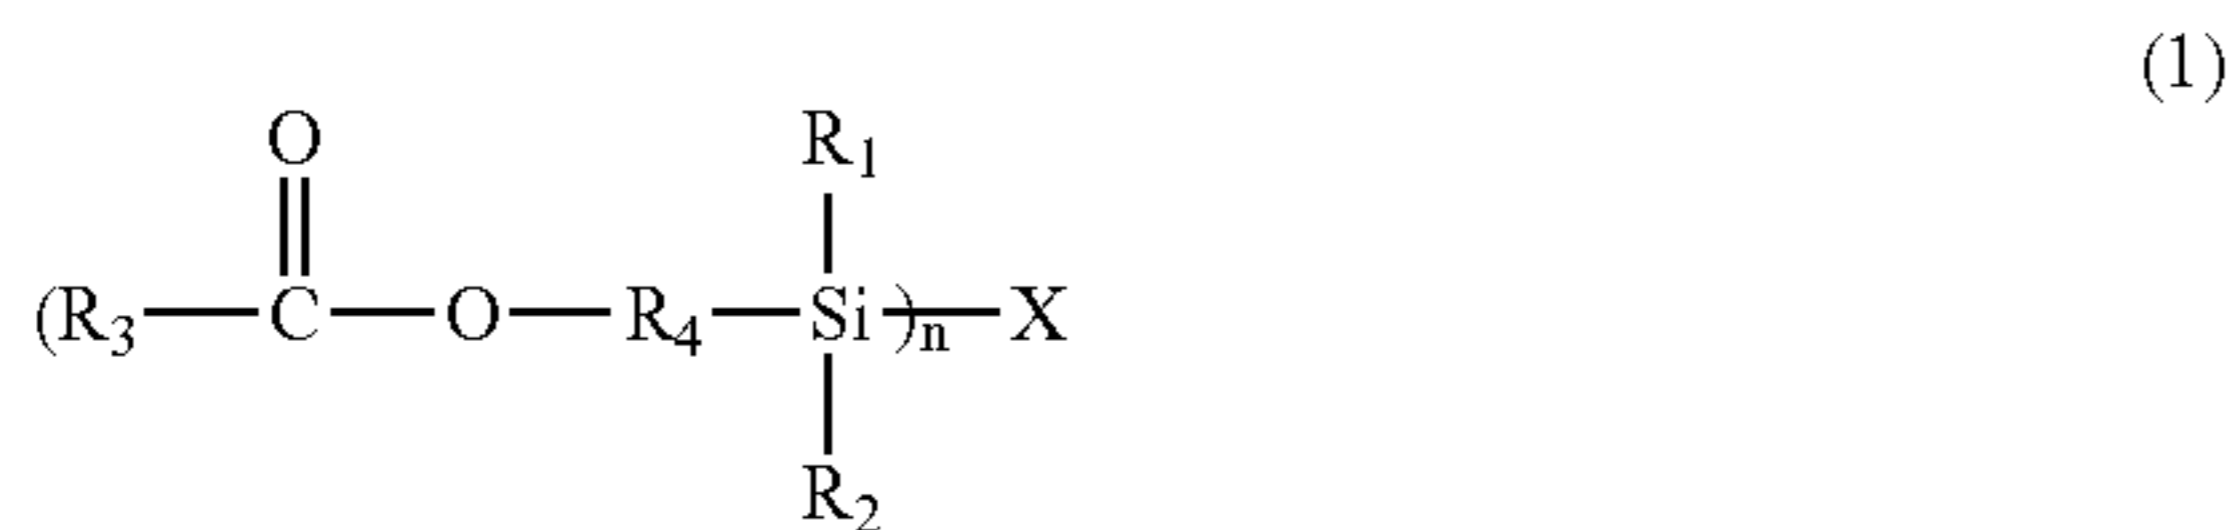 (1)
O R₁
(R₃—C—O—R₄—Si)ₙ—X
R₂